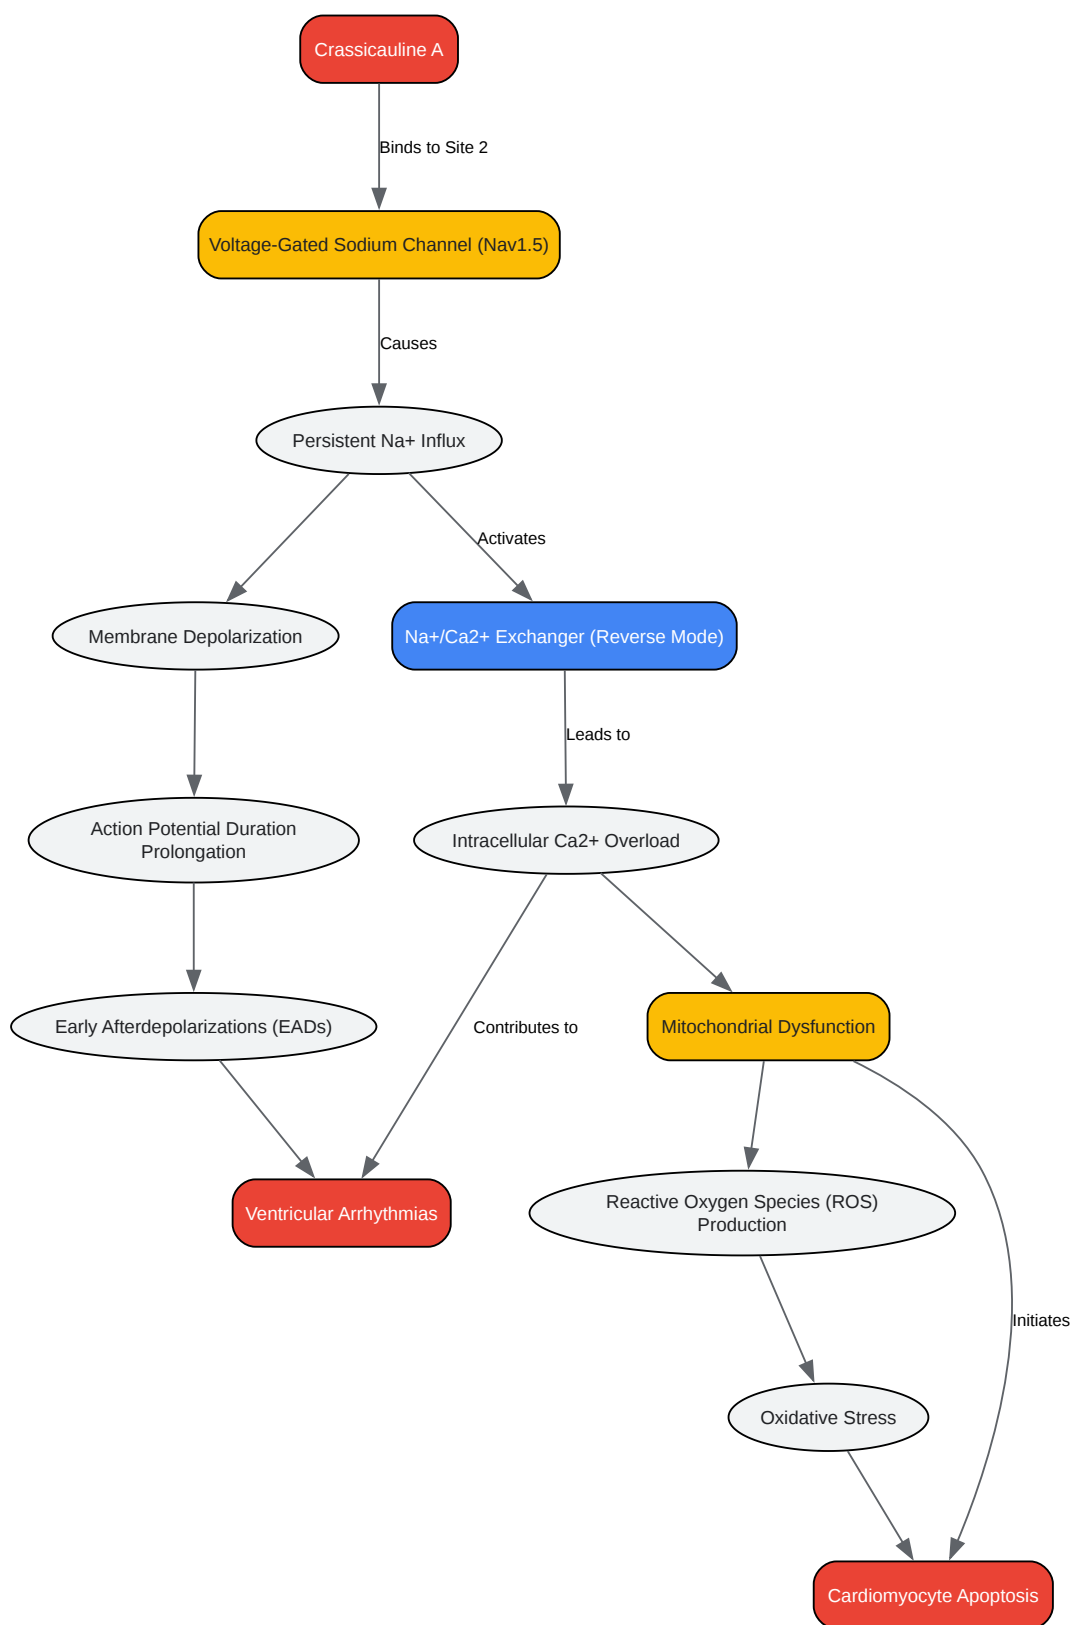 Crassicauline A
Binds to Site 2
Voltage-Gated Sodium Channel (Nav1.5)
Causes
Persistent Na+ Influx
Activates
Membrane Depolarization
Na+/Ca2+ Exchanger (Reverse Mode)
Leads to
Action Potential Duration
Prolongation
Intracellular Ca2+ Overload
Early Afterdepolarizations (EADs)
Contributes to
Mitochondrial Dysfunction
Ventricular Arrhythmias
Reactive Oxygen Species (ROS)
Production
Initiates
Oxidative Stress
Cardiomyocyte Apoptosis